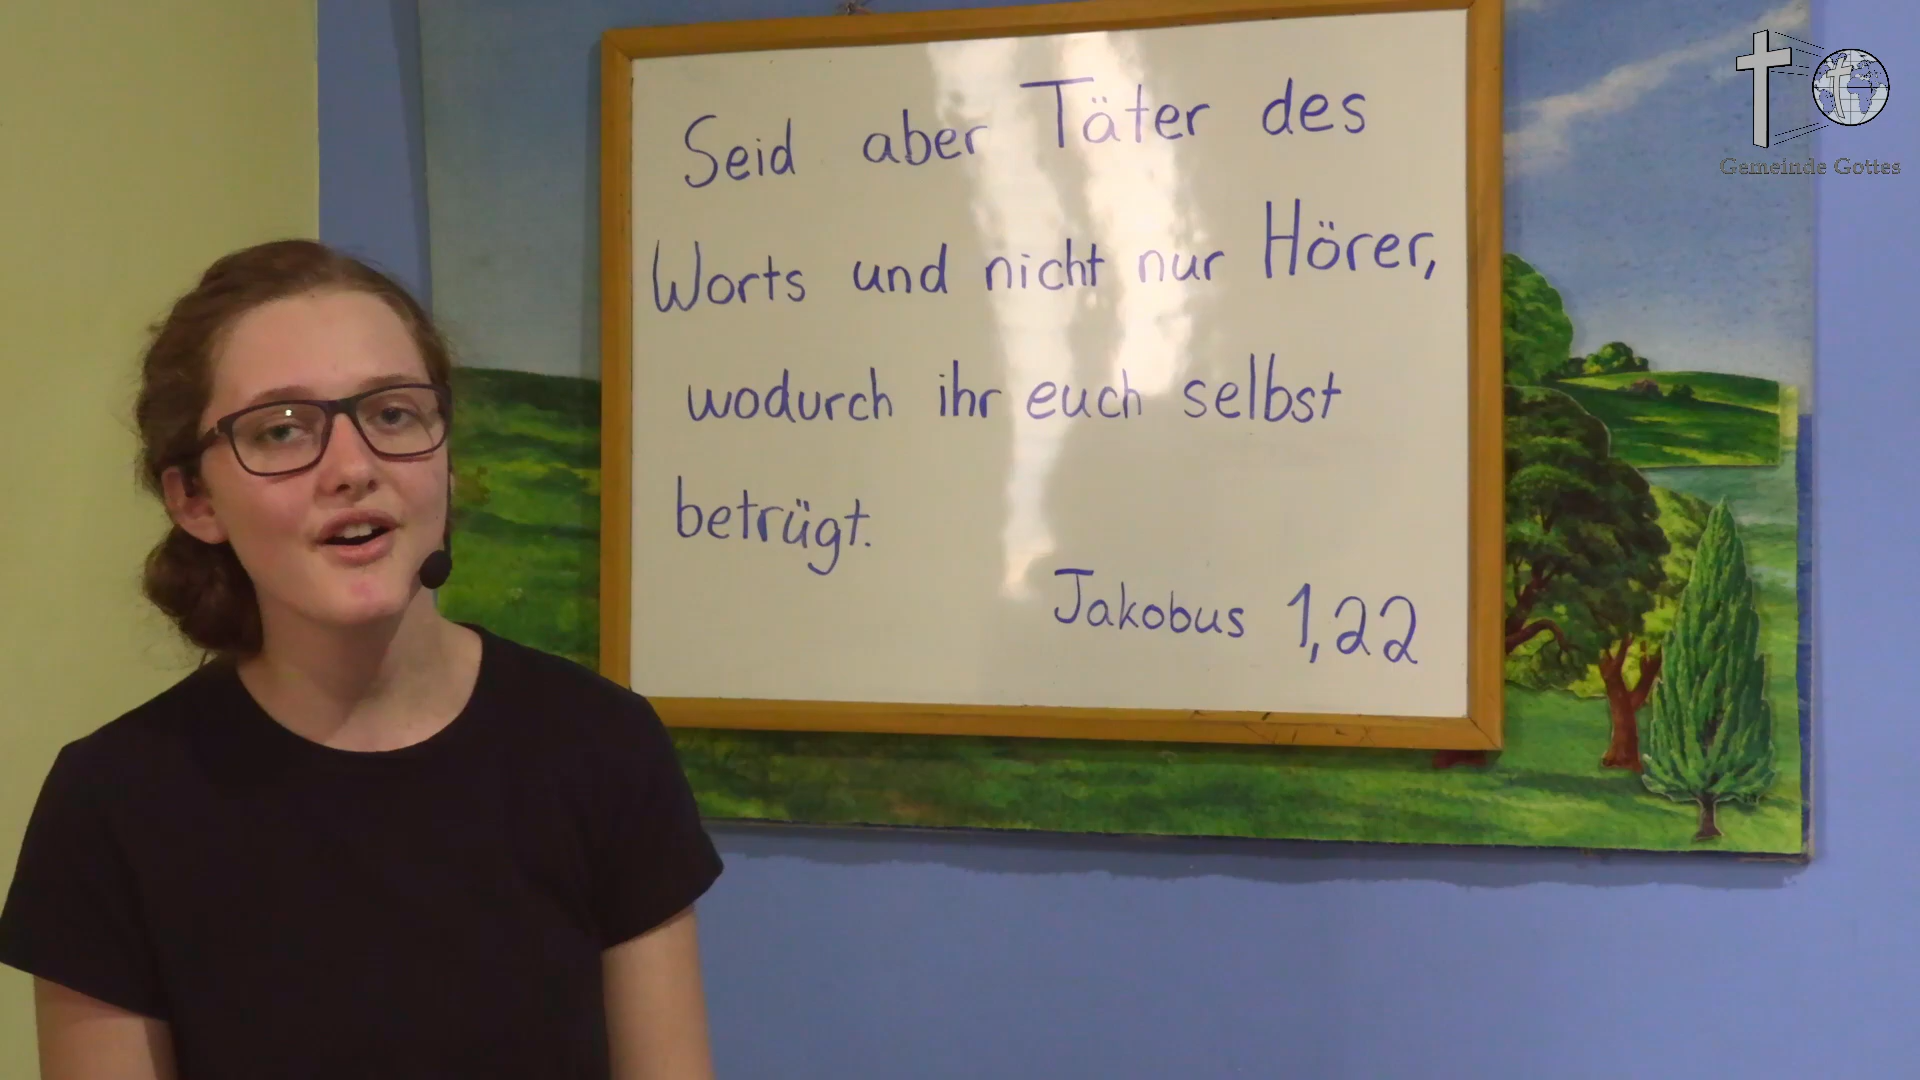 Seid aber Täter des
Worts und nicht nur Hörer,
wodurch ihr euch selbst
betrügt.
Jakobus 1,22
Gemeinde Gottes